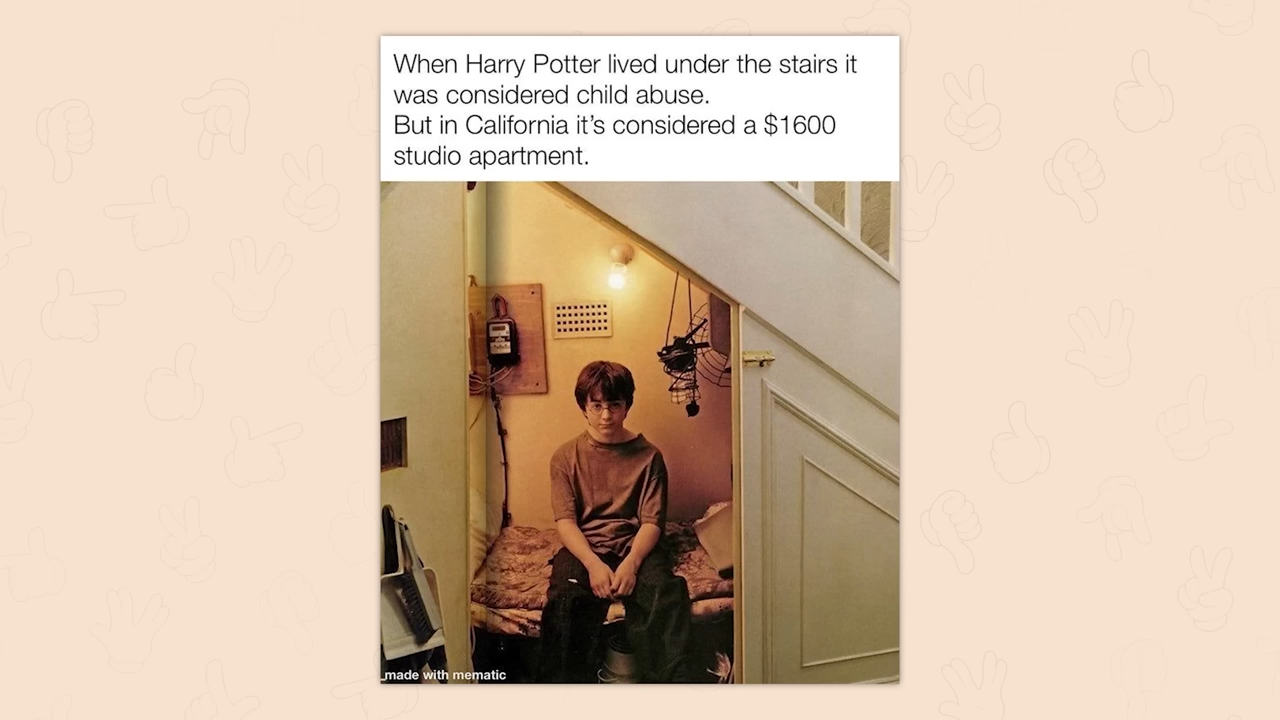 When Harry Potter lived under the stairs it
was considered child abuse.
But in California it’s considered a $1600
studio apartment.
made with mematic